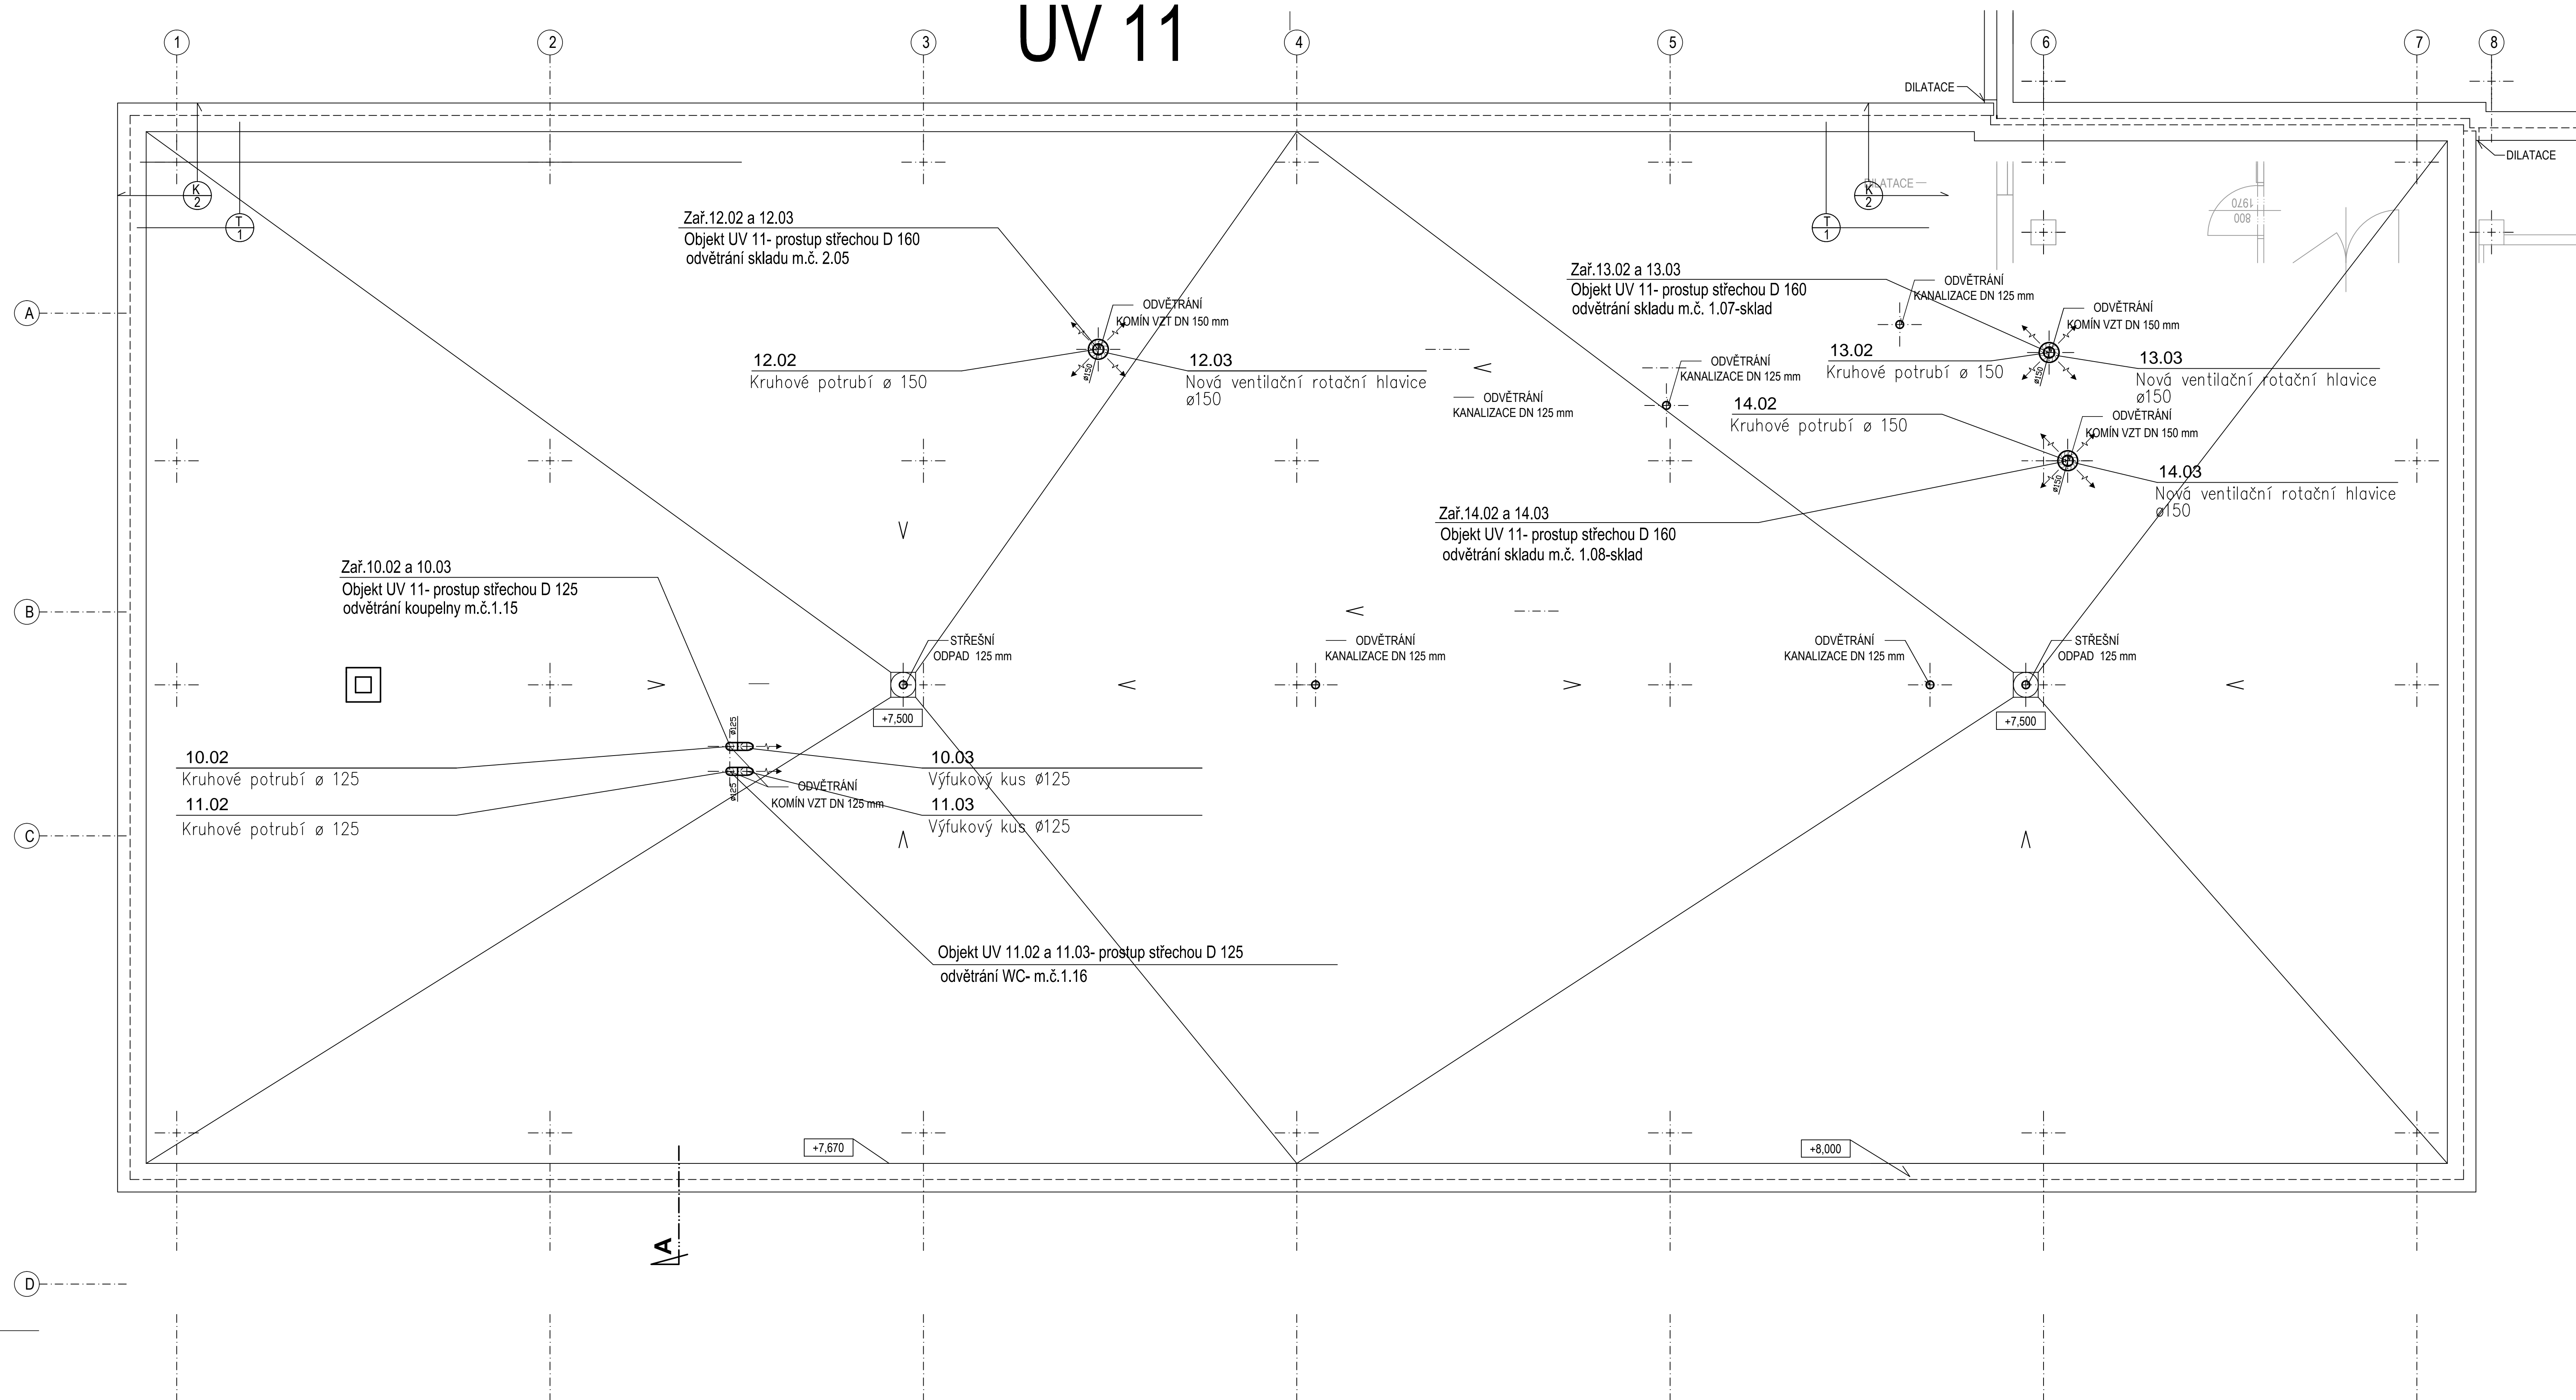 UV 11
1
2
3
4
5
6
7
8
DILATACE
DILATACE
K
2
T
1
K
2
T
1
DILATACE
1970
800
Zař.12.02 a 12.03
Objekt UV 11- prostup střechou D 160
odvětrání skladu m.č. 2.05
Zař.13.02 a 13.03
Objekt UV 11- prostup střechou D 160
odvětrání skladu m.č. 1.07-sklad
ODVĚTRÁNÍ
KANALIZACE DN 125 mm
A
ODVĚTRÁNÍ
KOMÍN VZT DN 150 mm
ODVĚTRÁNÍ
KOMÍN VZT DN 150 mm
12.02
Kruhové potrubí ø 150
ø150
12.03
Nová ventilační rotační hlavice
ø150
ODVĚTRÁNÍ
KANALIZACE DN 125 mm
ODVĚTRÁNÍ
KANALIZACE DN 125 mm
13.02
Kruhové potrubí ø 150
ø150
13.03
Nová ventilační rotační hlavice
ø150
14.02
Kruhové potrubí ø 150
ODVĚTRÁNÍ
KOMÍN VZT DN 150 mm
ø150
14.03
Nová ventilační rotační hlavice
ø150
Zař.14.02 a 14.03
Objekt UV 11- prostup střechou D 160
odvětrání skladu m.č. 1.08-sklad
Zař.10.02 a 10.03
Objekt UV 11- prostup střechou D 125
odvětrání koupelny m.č.1.15
B
STŘEŠNÍ
ODPAD 125 mm
ODVĚTRÁNÍ
KANALIZACE DN 125 mm
ODVĚTRÁNÍ
KANALIZACE DN 125 mm
STŘEŠNÍ
ODPAD 125 mm
+7,500
+7,500
ø125
10.02
Kruhové potrubí ø 125
10.03
Výfukový kus Ø125
ø125
ODVĚTRÁNÍ
KOMÍN VZT DN 125 mm
11.02
Kruhové potrubí ø 125
11.03
Výfukový kus Ø125
C
Objekt UV 11.02 a 11.03- prostup střechou D 125
odvětrání WC- m.č.1.16
+7,670
+8,000
A
D